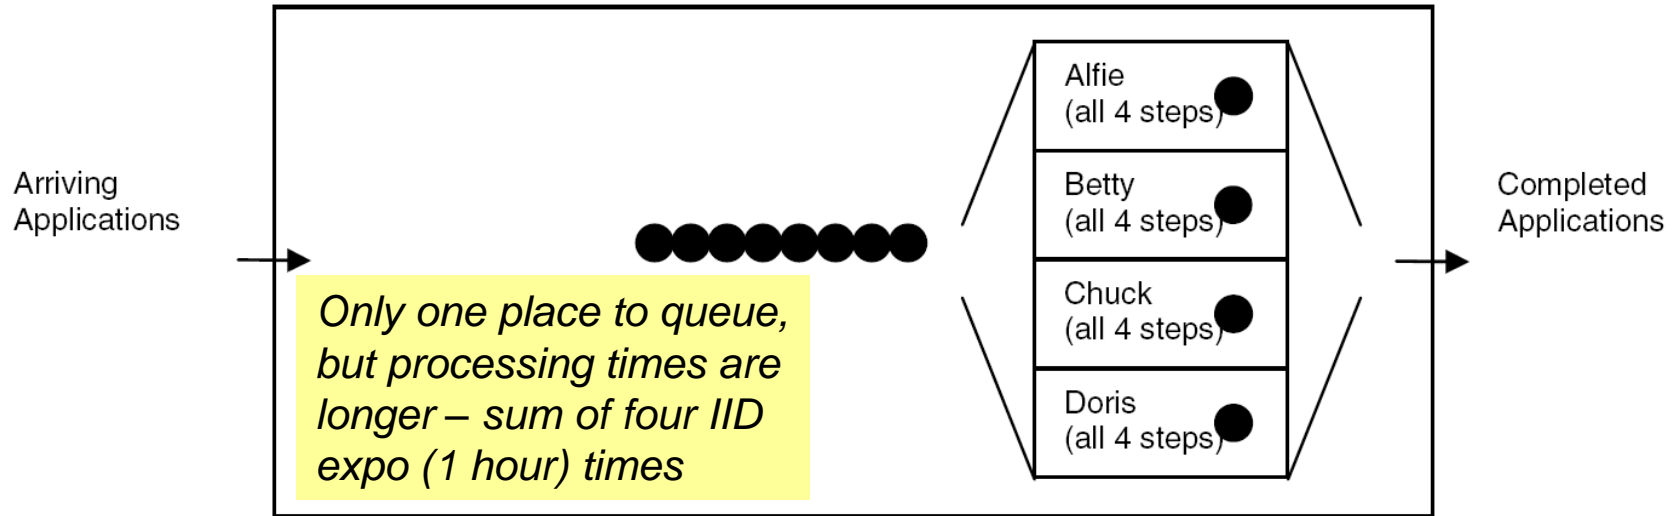 Arriving
Applications
Only one place to queue,
but processing times are
longer – sum of four IID
expo (1 hour) times
Alfie
(all 4 steps)
Betty
(all 4 steps)
Chuck
(all 4 steps)
Doris
(all 4 steps)
Completed
Applications